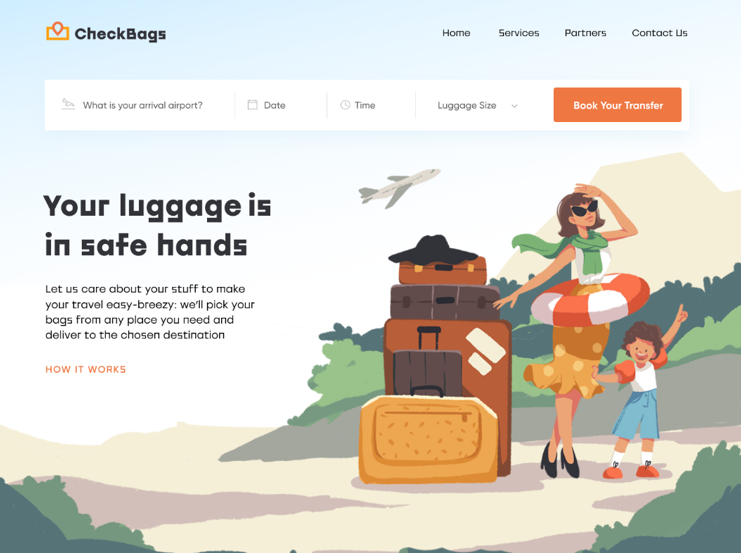 CheckBags
Home Services Partners Contact Us
What is your arrival airport? Date Time Luggage Size Book Your Transfer
Your luggage is
in safe hands
Let us care about your stuff to make
your travel easy-breezy: we'll pick your
bags from any place you need and
deliver to the chosen destination
HOW IT WORKS